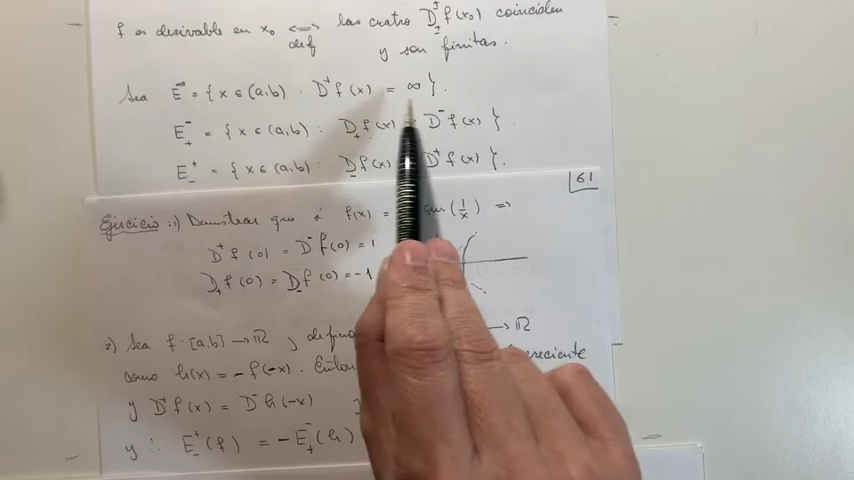 f es derivable en x₀ ⟺ las cuatro D^±_± f(x₀) coinciden
def y son finitas.
Sea E^∞ = { x ∈ (a,b) : D⁺f(x) = ∞ }.
E⁻₊ = { x ∈ (a,b) : D₊f(x) D⁻f(x) }.
E⁺₋ = { x ∈ (a,b) : D₋f(x) D⁺f(x) }.
61
Ejercicio: 1) Demostrar que si f(x) = sen(1/x) ⇒
D⁺f(0) = D⁻f(0) = 1
D₊f(0) = D₋f(0) = -1
2) Sea f: [a,b] → ℝ y → ℝ
como h(x) = -f(-x). creciente
y D⁺f(x) = D⁻h(-x)
y ∴ E⁺₋(f) = -E⁻₊(h)